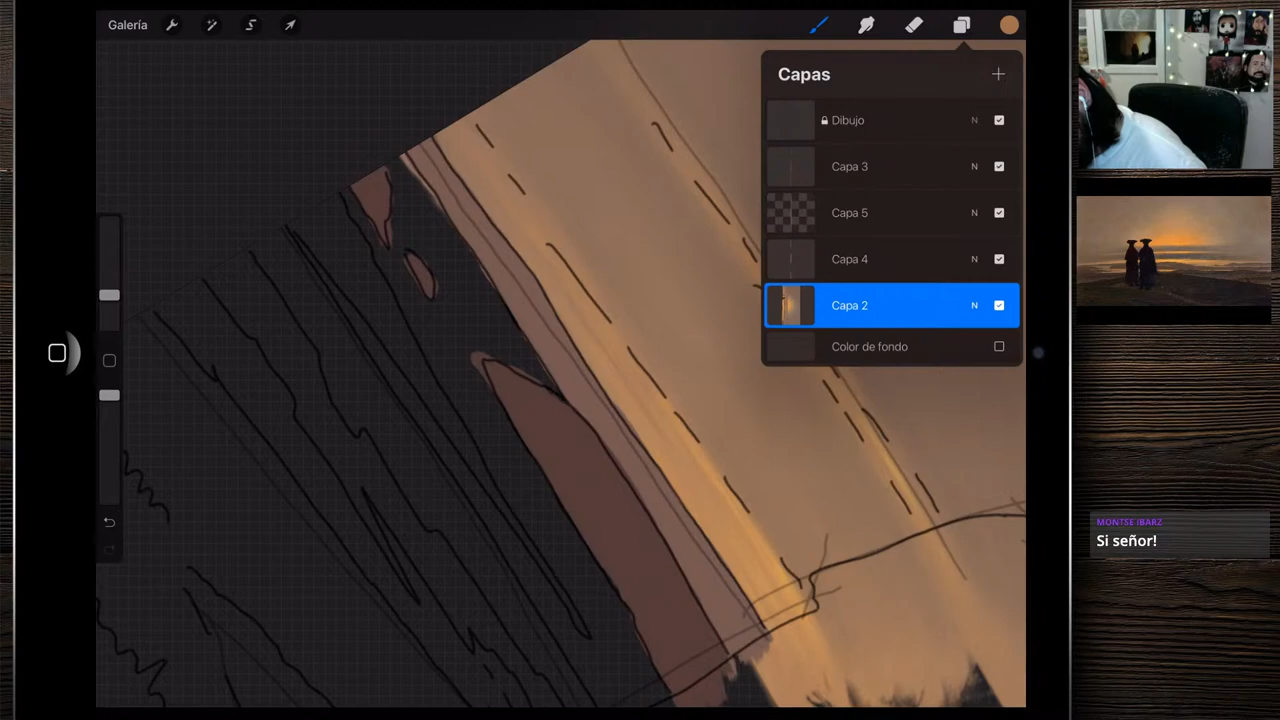 Galería
Capas
Dibujo N
Capa 3 N
Capa 5 N
Capa 4 N
Capa 2 N
Color de fondo
MONTSE IBARZ
Si señor!